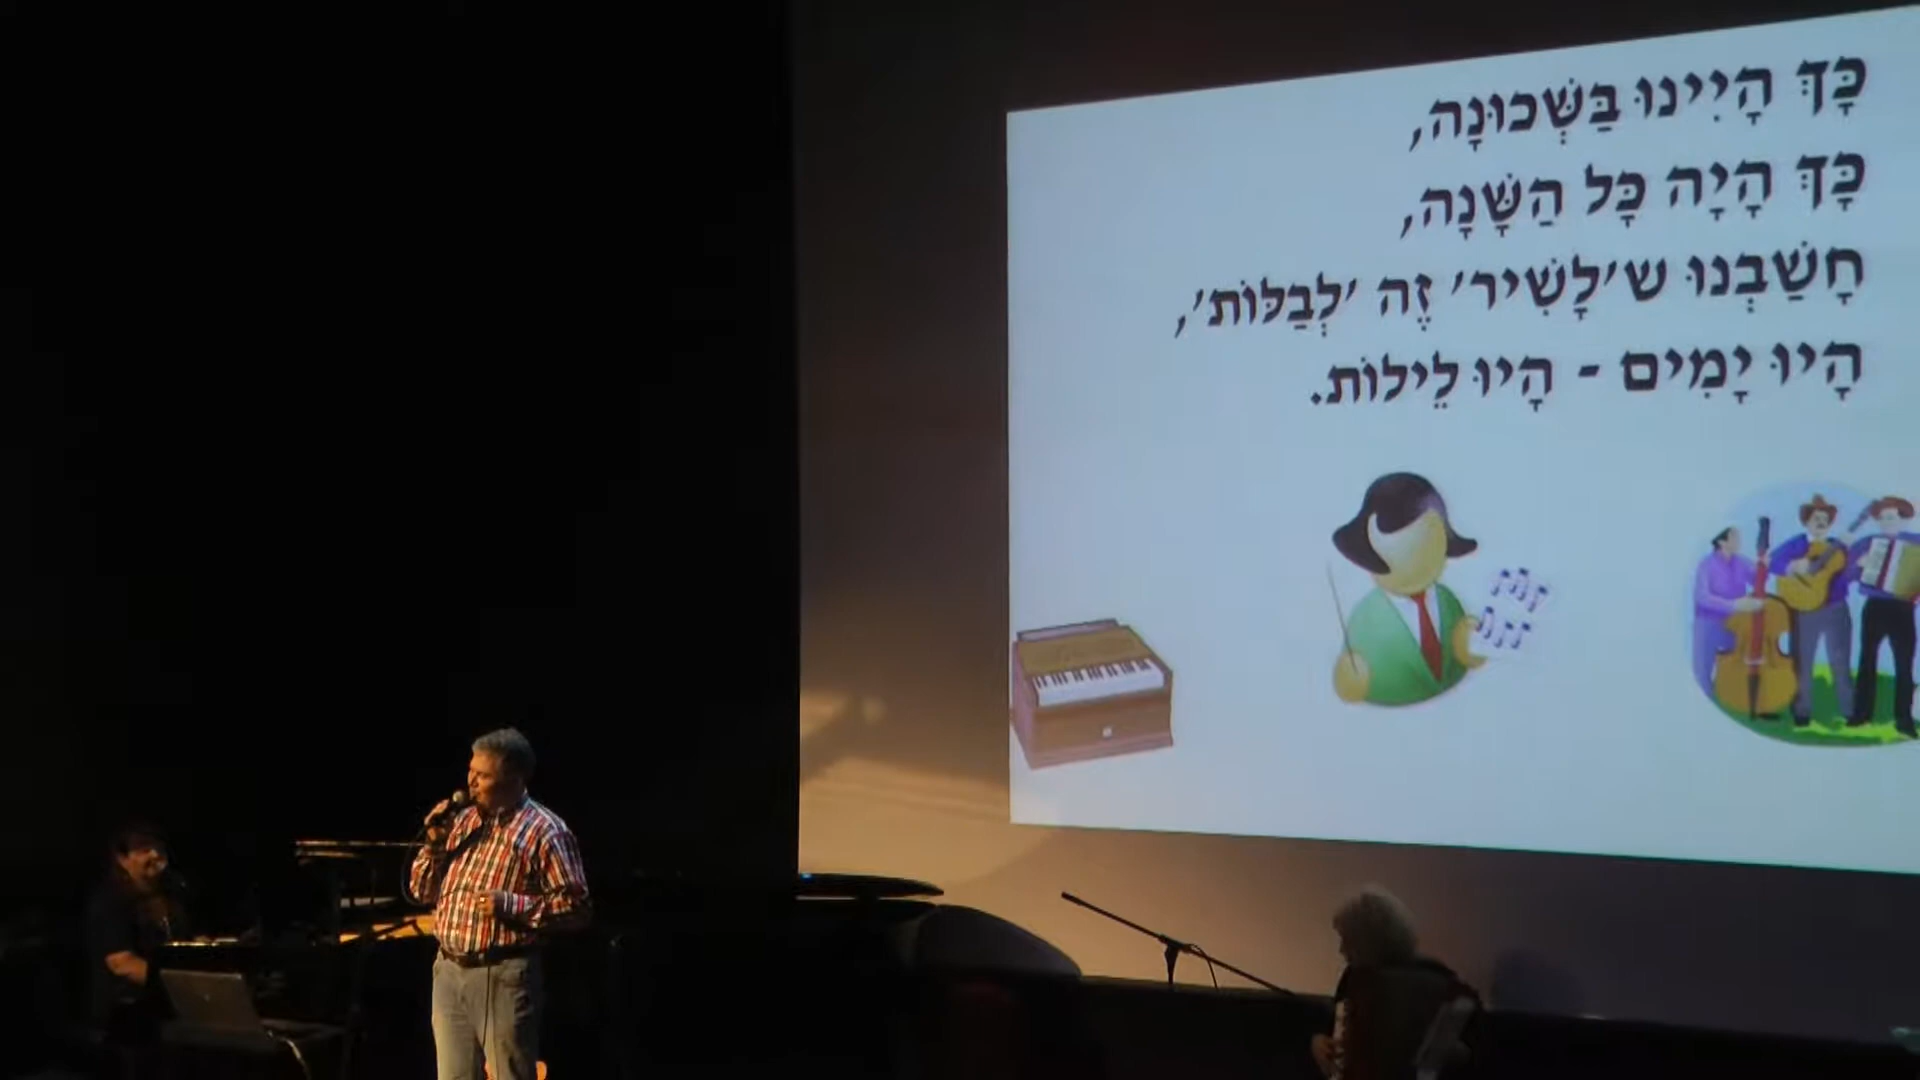 כָּךְ הָיִינוּ בַּשְּׁכוּנָה,
כָּךְ הָיָה כָּל הַשָּׁנָה,
חָשַׁבְנוּ ש׳לָשִׁיר׳ זֶה ׳לְבַלּוֹת׳,
הָיוּ יָמִים - הָיוּ לֵילוֹת.